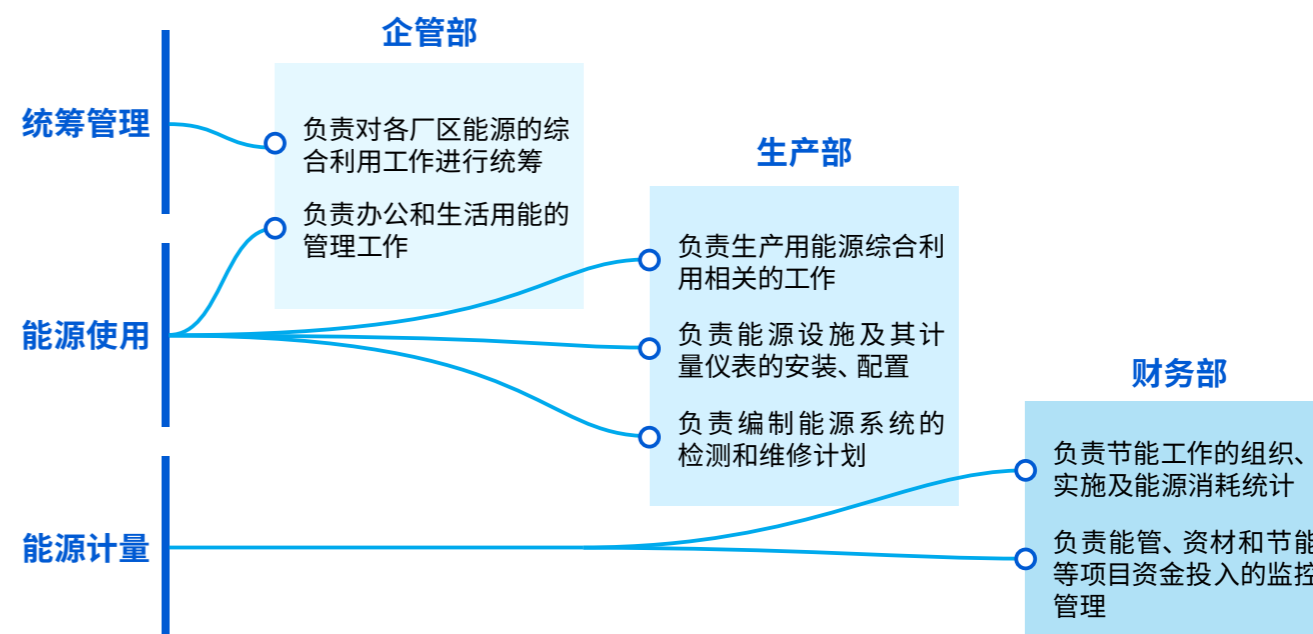 企管部
统筹管理
负责对各厂区能源的综
合利用工作进行统筹
负责办公和生活用能的
管理工作
生产部
能源使用
负责生产用能源综合利
用相关的工作
负责能源设施及其计
量仪表的安装、配置
负责编制能源系统的
检测和维修计划
财务部
能源计量
负责节能工作的组织、
实施及能源消耗统计
负责能管、资材和节能
等项目资金投入的监控
管理